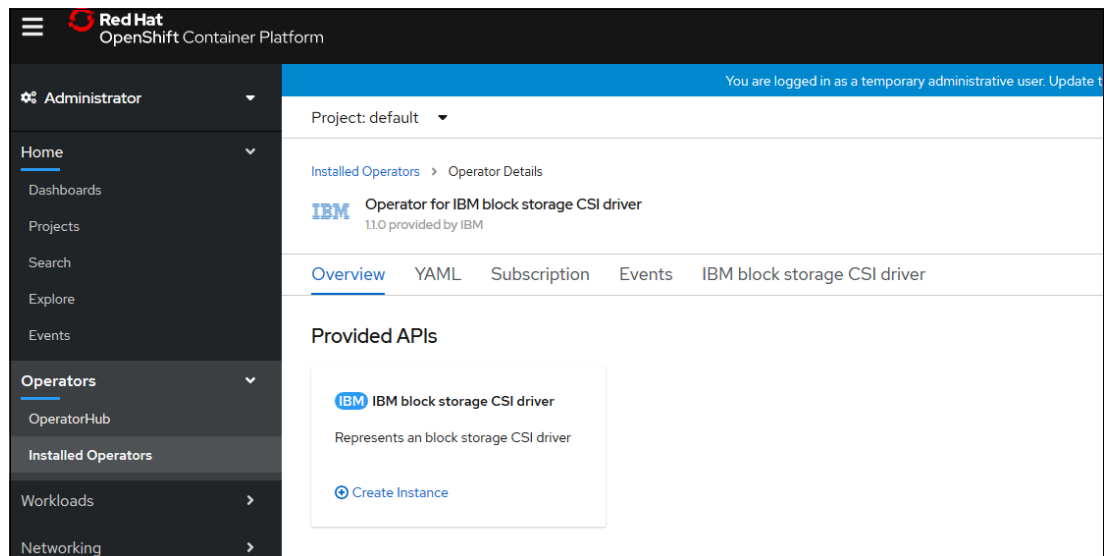 Red Hat
OpenShift Container Platform
Administrator
Home
Dashboards
Projects
Search
Explore
Events
Operators
OperatorHub
Installed Operators
Workloads
Networking
You are logged in as a temporary administrative user. Update t
Project: default
Installed Operators > Operator Details
IBM
Operator for IBM block storage CSI driver
1.1.0 provided by IBM
Overview YAML Subscription Events IBM block storage CSI driver
Provided APIs
IBM IBM block storage CSI driver
Represents an block storage CSI driver
Create Instance